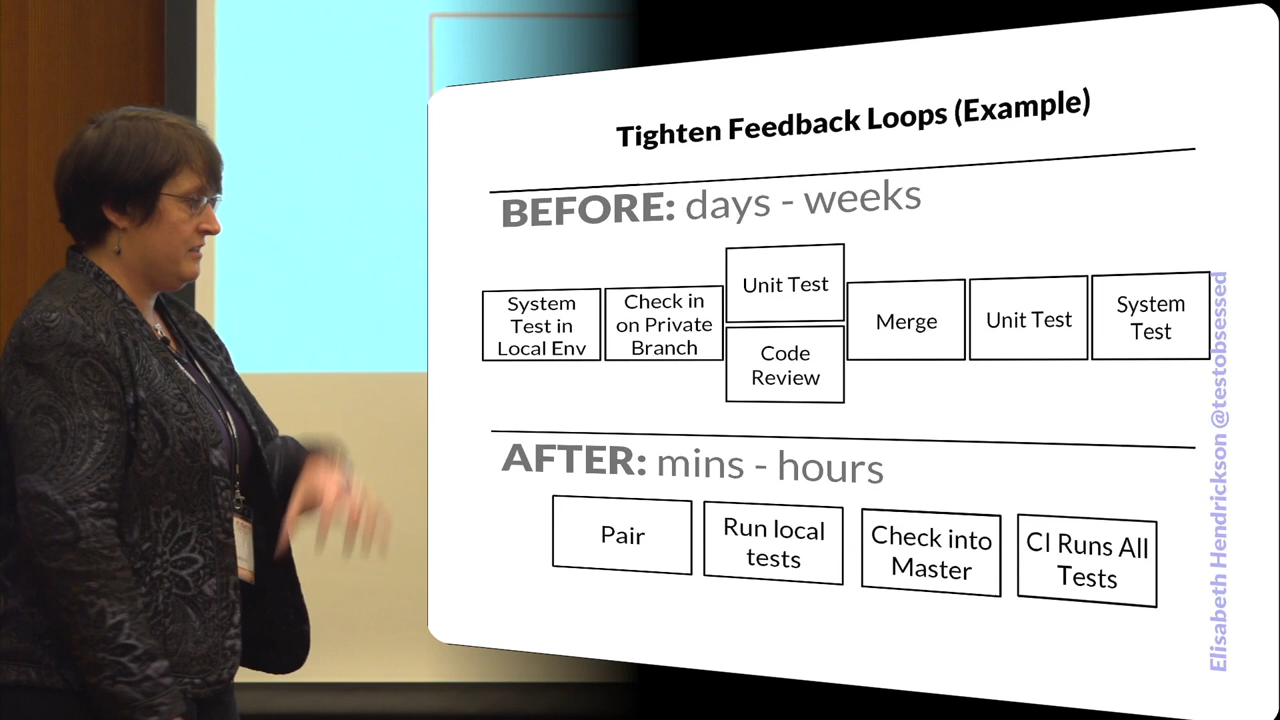 Tighten Feedback Loops (Example)
BEFORE: days - weeks
System
Test in
Local Env
Check in
on Private
Branch
Unit Test
Code
Review
Merge
Unit Test
System
Test
AFTER: mins - hours
Pair
Run local
tests
Check into
Master
CI Runs All
Tests
Elisabeth Hendrickson @testobsessed